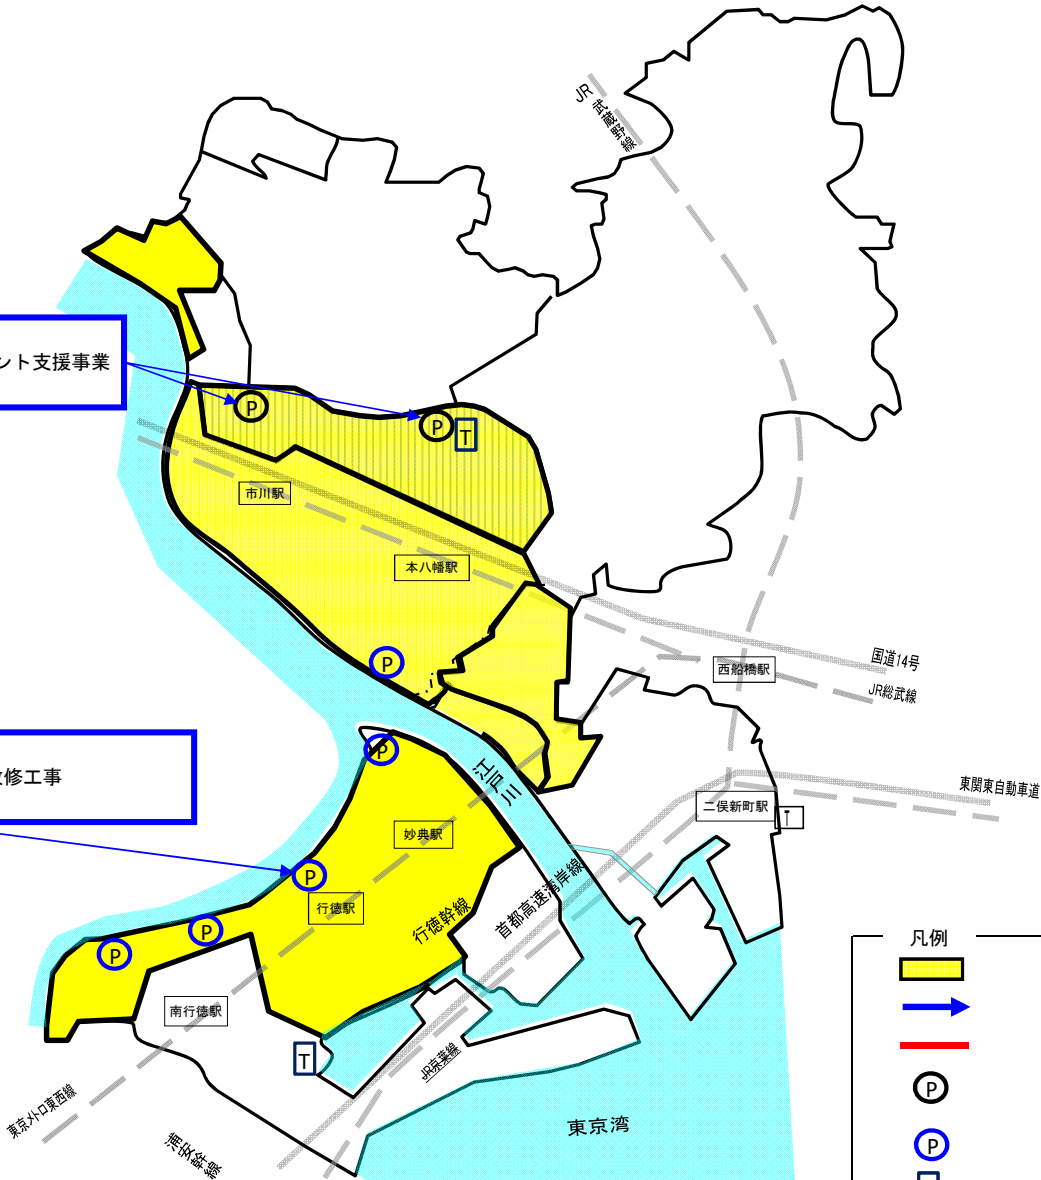 JR
武蔵野線
ント支援事業
P
P
T
市川駅
本八幡駅
P
国道14号
西船橋駅
JR総武線
P
江戸川
修工事
東関東自動車道
二俣新町駅
T
妙典駅
P
行徳駅
行徳幹線
首都高速湾岸線
P
P
凡例
南行徳駅
T
JR京葉線
P
東京メトロ東西線
東京湾
浦安幹線
P